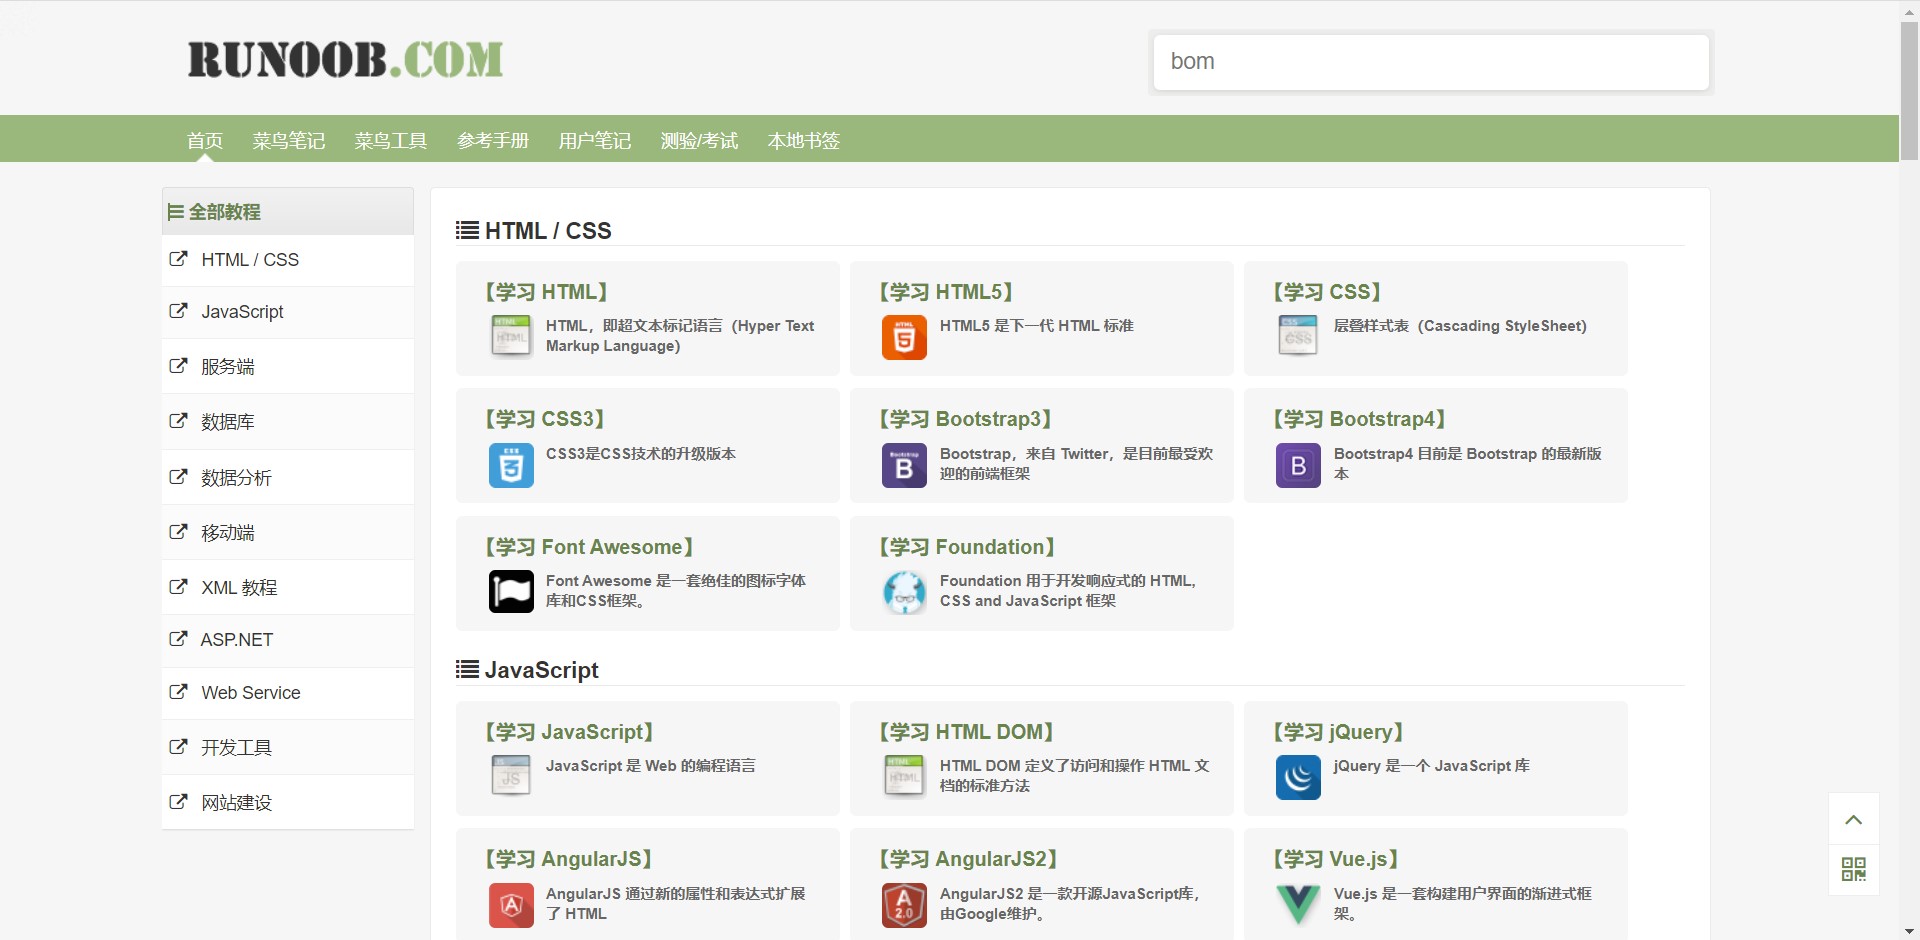 RUNOOB.COM
bom
首页 菜鸟笔记 菜鸟工具 参考手册 用户笔记 测验/考试 本地书签
全部教程
HTML / CSS
JavaScript
服务端
数据库
数据分析
移动端
XML 教程
ASP.NET
Web Service
开发工具
网站建设
HTML / CSS
【学习 HTML】
HTML，即超文本标记语言（Hyper Text
Markup Language)
【学习 HTML5】
HTML5 是下一代 HTML 标准
【学习 CSS】
层叠样式表（Cascading StyleSheet)
【学习 CSS3】
CSS3是CSS技术的升级版本
【学习 Bootstrap3】
Bootstrap，来自 Twitter，是目前最受欢
迎的前端框架
【学习 Bootstrap4】
Bootstrap4 目前是 Bootstrap 的最新版
本
【学习 Font Awesome】
Font Awesome 是一套绝佳的图标字体
库和CSS框架。
【学习 Foundation】
Foundation 用于开发响应式的 HTML,
CSS and JavaScript 框架
JavaScript
【学习 JavaScript】
JavaScript 是 Web 的编程语言
【学习 HTML DOM】
HTML DOM 定义了访问和操作 HTML 文
档的标准方法
【学习 jQuery】
jQuery 是一个 JavaScript 库
【学习 AngularJS】
AngularJS 通过新的属性和表达式扩展
了 HTML
【学习 AngularJS2】
AngularJS2 是一款开源JavaScript库，
由Google维护。
【学习 Vue.js】
Vue.js 是一套构建用户界面的渐进式框
架。